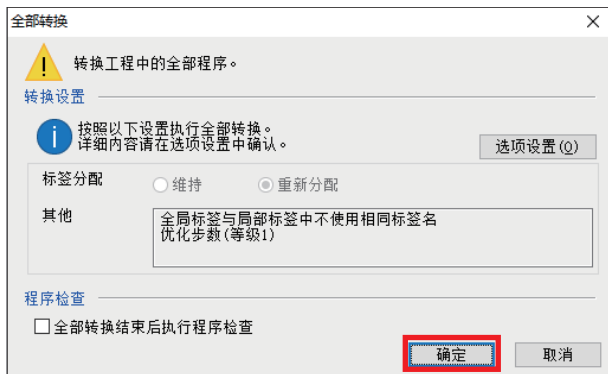 全部转换
转换工程中的全部程序。
转换设置
按照以下设置执行全部转换。
详细内容请在选项设置中确认。
选项设置(O)
标签分配
维持
重新分配
其他
全局标签与局部标签中不使用相同标签名
优化步数(等级1)
程序检查
全部转换结束后执行程序检查
确定
取消